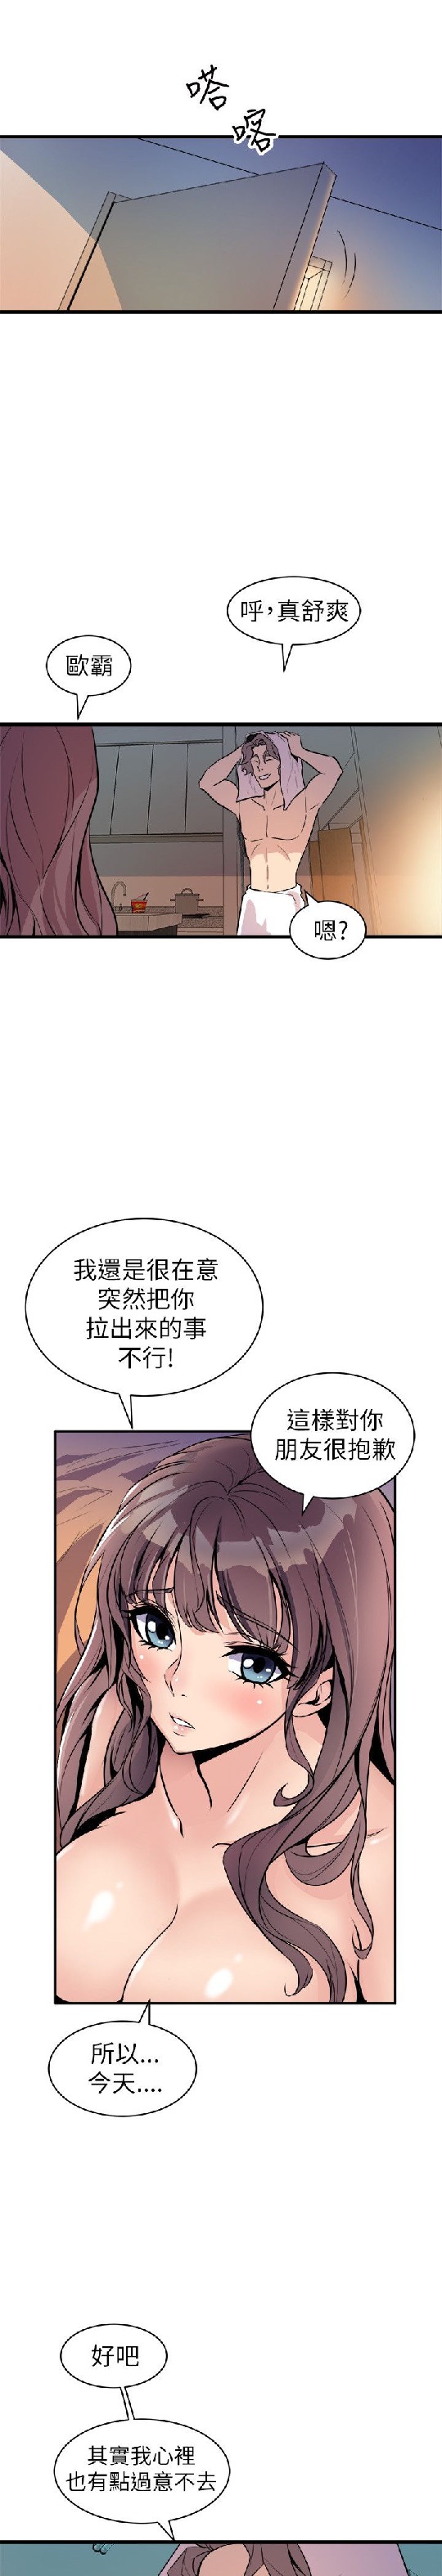 嗒
喀
呼，真舒爽
歐霸
嗯?
我還是很在意
突然把你
拉出來的事
不行!
這樣對你
朋友很抱歉
所以...
今天....
好吧
其實我心裡
也有點過意不去